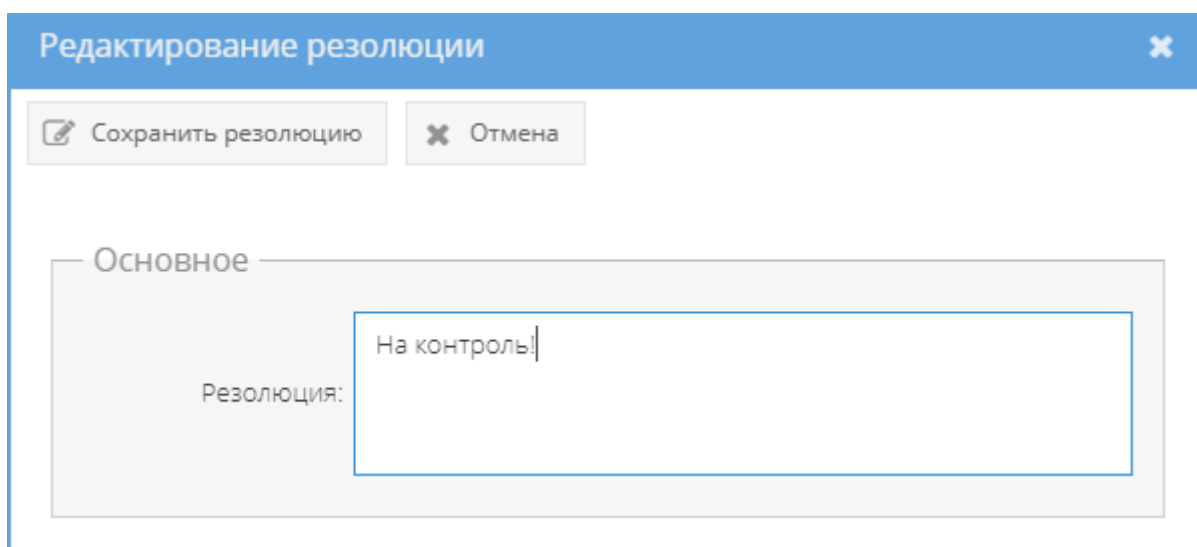 Редактирование резолюции
Сохранить резолюцию Отмена
Основное
На контроль!
Резолюция: